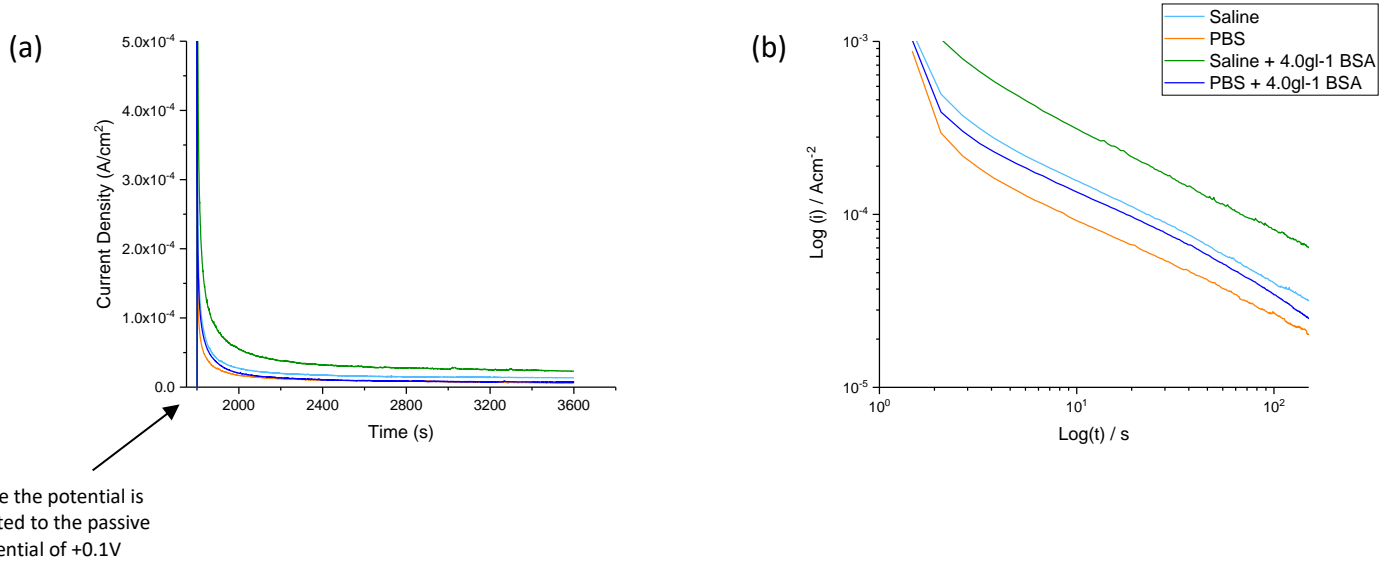 (a)
5.0x10-4
4.0x10-4
3.0x10-4
2.0x10-4
1.0x10-4
0.0
Current Density (A/cm2)
2000 2400 2800 3200 3600
Time (s)
e the potential is
ted to the passive
ential of +0.1V
(b)
Saline
PBS
Saline + 4.0gl-1 BSA
PBS + 4.0gl-1 BSA
10-3
10-4
10-5
Log (i) / Acm-2
100 101 102
Log(t) / s